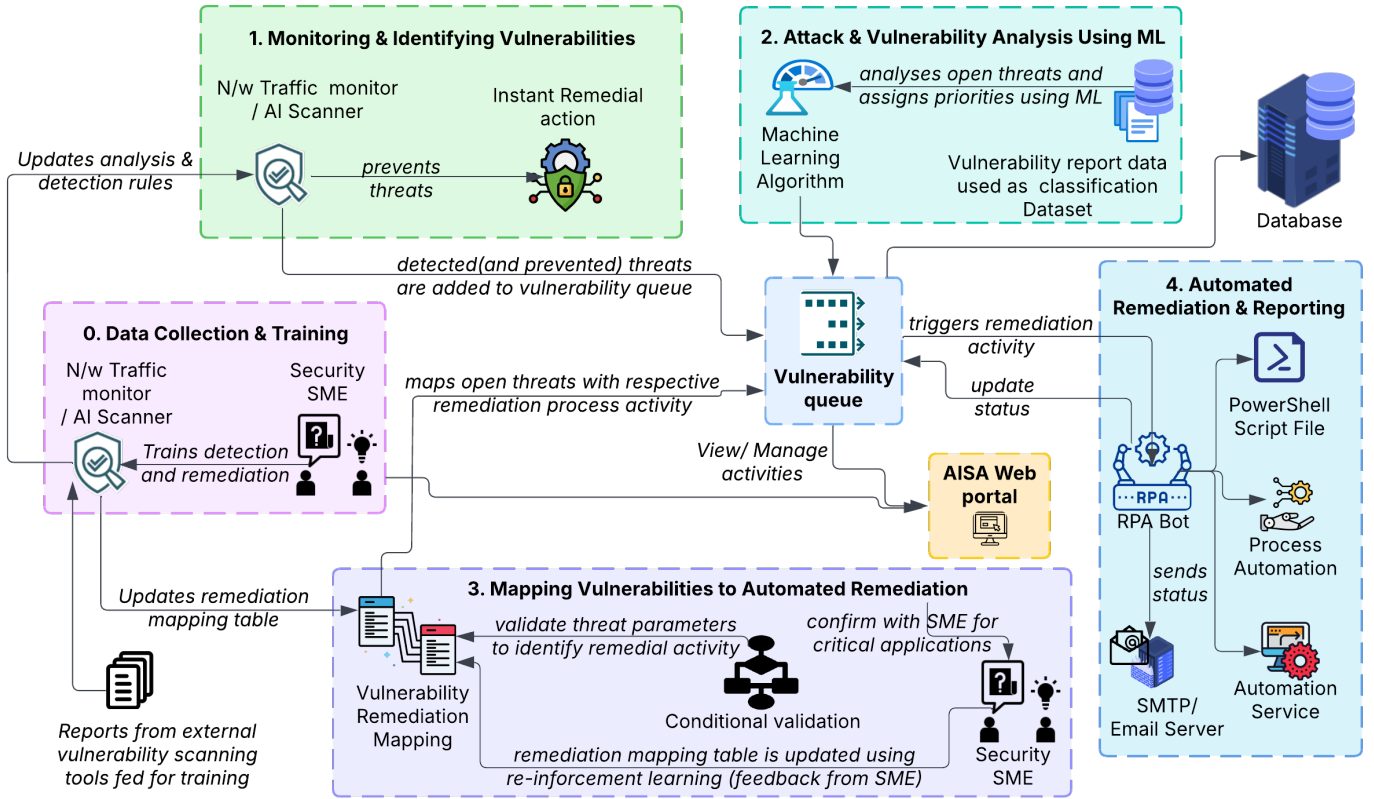 1. Monitoring & Identifying Vulnerabilities
N/w Traffic monitor
/ AI Scanner
Instant Remedial
action
prevents
threats
Updates analysis &
detection rules
2. Attack & Vulnerability Analysis Using ML
analyses open threats and
assigns priorities using ML
Machine
Learning
Algorithm
Vulnerability report data
used as classification
Dataset
Database
detected(and prevented) threats
are added to vulnerability queue
0. Data Collection & Training
N/w Traffic
monitor
/ AI Scanner
Security
SME
Trains detection
and remediation
maps open threats with respective
remediation process activity
Vulnerability
queue
triggers remediation
activity
update
status
View/ Manage
activities
AISA Web
portal
4. Automated
Remediation & Reporting
PowerShell
Script File
RPA
RPA Bot
Process
Automation
sends
status
SMTP/
Email Server
Automation
Service
Updates remediation
mapping table
Reports from external
vulnerability scanning
tools fed for training
3. Mapping Vulnerabilities to Automated Remediation
validate threat parameters
to identify remedial activity
confirm with SME for
critical applications
Vulnerability
Remediation
Mapping
Conditional validation
Security
SME
remediation mapping table is updated using
re-inforcement learning (feedback from SME)